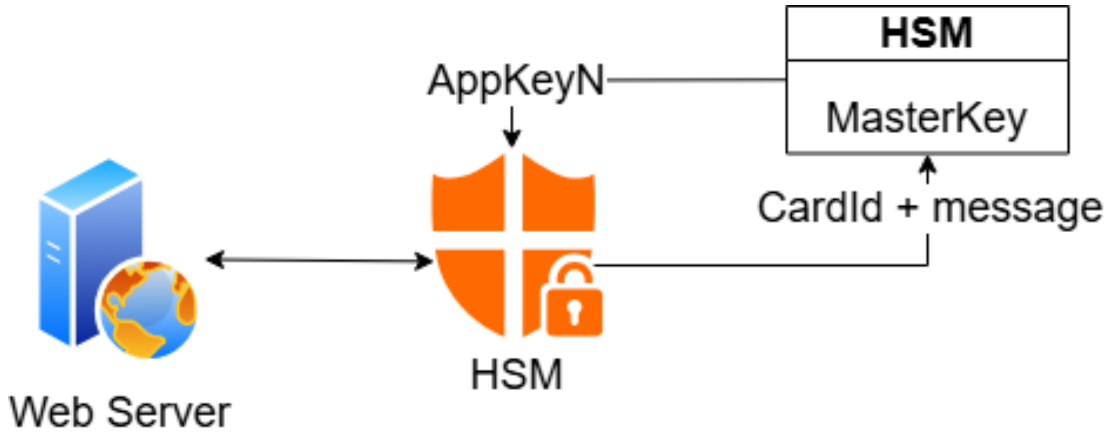 HSM
AppKeyN
MasterKey
CardId + message
HSM
Web Server